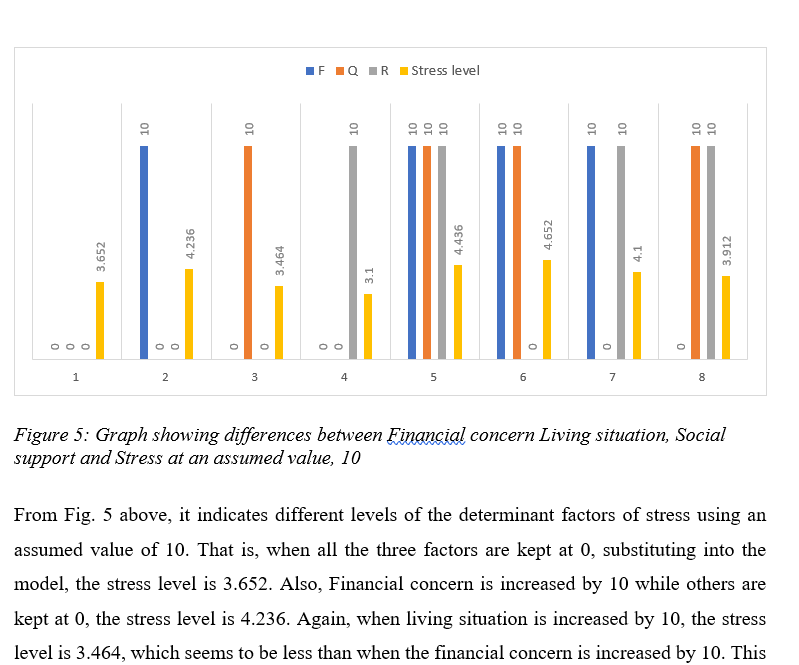 F Q R Stress level
10 10 10 10 10 10 10 10 10 10 10 10
4.236 3.652 3.464 3.1 4.436 4.652 4.1 3.912
0 0 0 0 0 0 0 0 0 0 0 0
1 2 3 4 5 6 7 8
Figure 5: Graph showing differences between Financial concern Living situation, Social
support and Stress at an assumed value, 10
From Fig. 5 above, it indicates different levels of the determinant factors of stress using an
assumed value of 10. That is, when all the three factors are kept at 0, substituting into the
model, the stress level is 3.652. Also, Financial concern is increased by 10 while others are
kept at 0, the stress level is 4.236. Again, when living situation is increased by 10, the stress
level is 3.464, which seems to be less than when the financial concern is increased by 10. This